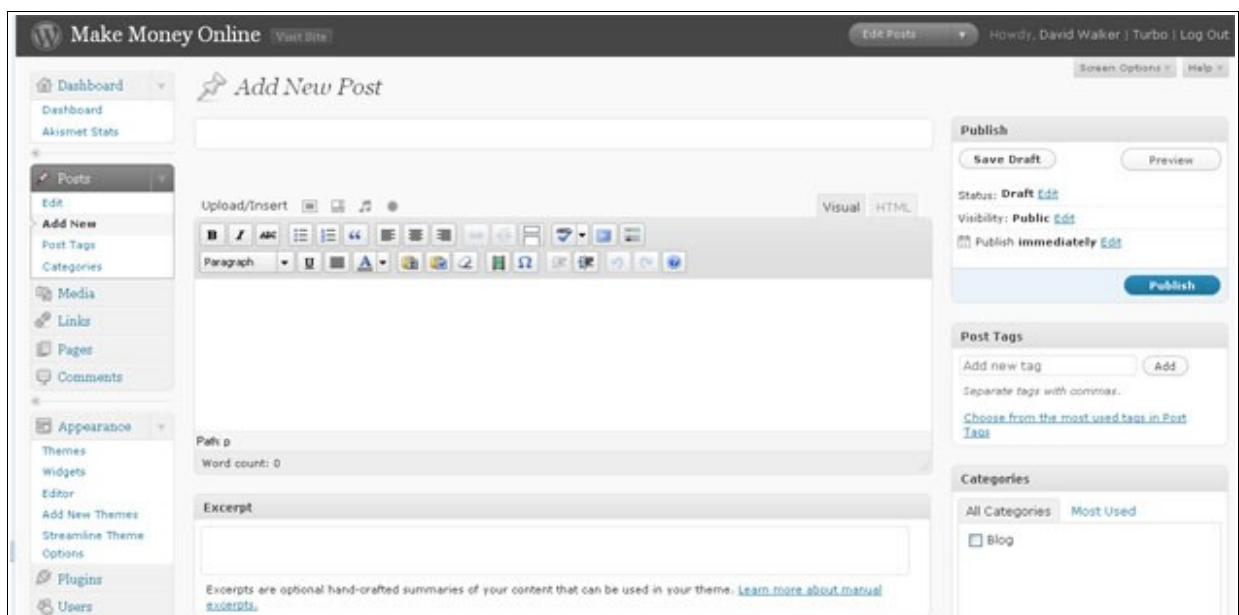 Make Money Online Visit Site Edit Posts Howdy, David Walker | Turbo | Log Out
Screen Options Help
Dashboard
Dashboard
Akismet Stats
Posts
Edit
Add New
Post Tags
Categories
Media
Links
Pages
Comments
Appearance
Themes
Widgets
Editor
Add New Themes
Streamline Theme
Options
Plugins
Users
Add New Post
Upload/Insert Visual HTML
B I ABC
Paragraph U A Ω
Path: p
Word count: 0
Excerpt
Excerpts are optional hand-crafted summaries of your content that can be used in your theme. Learn more about manual
excerpts.
Publish
Save Draft Preview
Status: Draft Edit
Visibility: Public Edit
Publish immediately Edit
Publish
Post Tags
Add new tag Add
Separate tags with commas.
Choose from the most used tags in Post
Tags
Categories
All Categories Most Used
Blog